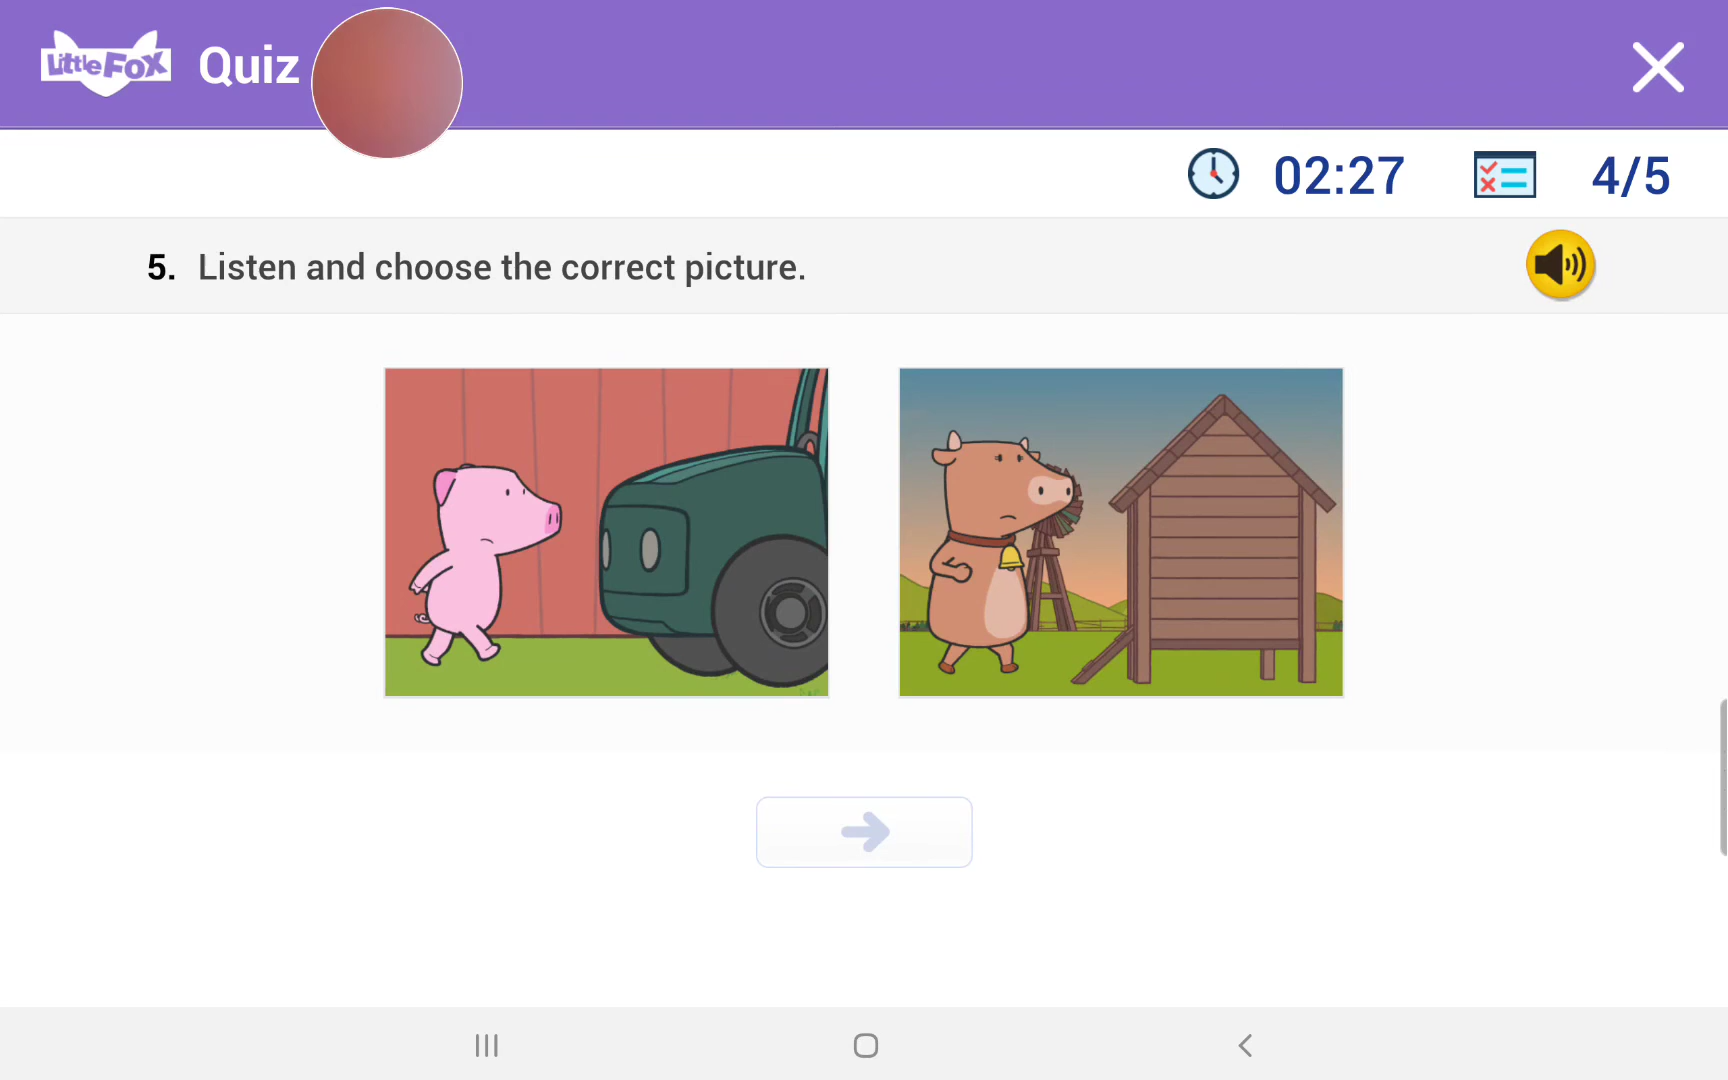 Little Fox Quiz
02:27 4/5
5. Listen and choose the correct picture.